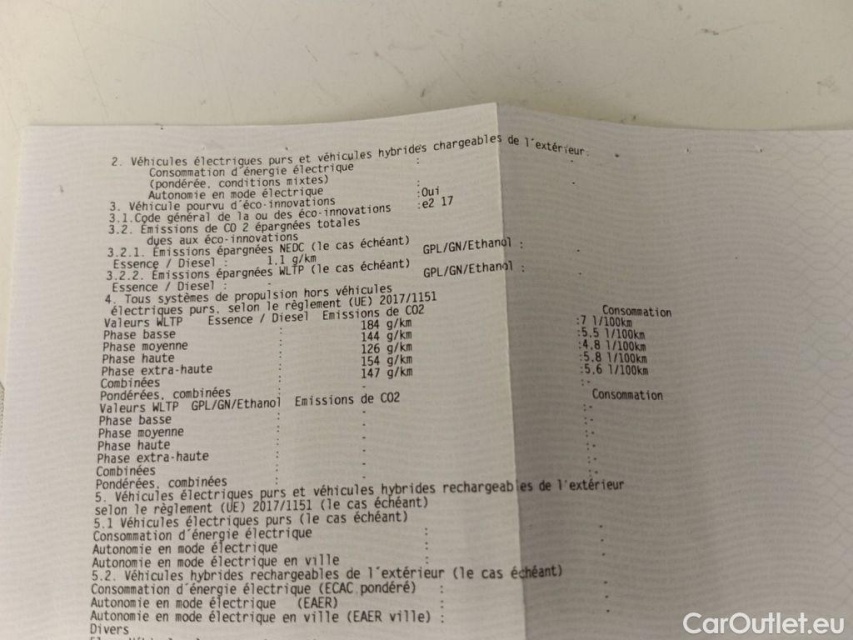 2. Véhicules électriques purs et véhicules hybrides chargeables de l'extérieur
Consommation d'énergie électrique :
(pondérée, conditions mixtes)
Autonomie en mode électrique :
3. Véhicule pourvu d'éco-innovations :Oui
3.1.Code général de la ou des éco-innovations :e2 17
3.2. Émissions de CO 2 épargnées totales
dues aux éco-innovations
3.2.1. Émissions épargnées NEDC (le cas échéant)
Essence / Diesel : 1.1 g/km GPL/GN/Ethanol : -
3.2.2. Émissions épargnées WLTP (le cas échéant)
Essence / Diesel : - GPL/GN/Ethanol : -
4. Tous systèmes de propulsion hors véhicules
électriques purs, selon le règlement (UE) 2017/1151
Valeurs WLTP Essence / Diesel Emissions de CO2 Consommation
Phase basse : 184 g/km :7 l/100km
Phase moyenne : 144 g/km :5.5 l/100km
Phase haute : 126 g/km :4.8 l/100km
Phase extra-haute : 154 g/km :5.8 l/100km
Combinées : 147 g/km :5.6 l/100km
Pondérées, combinées : - :-
Valeurs WLTP GPL/GN/Ethanol Emissions de CO2 Consommation
Phase basse : - :-
Phase moyenne : - :-
Phase haute : - :-
Phase extra-haute : - :-
Combinées : - :-
Pondérées, combinées : - :-
5. Véhicules électriques purs et véhicules hybrides rechargeables de l'extérieur
selon le règlement (UE) 2017/1151 (le cas échéant)
5.1 Véhicules électriques purs (le cas échéant)
Consommation d'énergie électrique : -
Autonomie en mode électrique : -
Autonomie en mode électrique en ville : -
5.2. Véhicules hybrides rechargeables de l'extérieur (le cas échéant)
Consommation d'énergie électrique (ECAC pondéré) : -
Autonomie en mode électrique (EAER) : -
Autonomie en mode électrique en ville (EAER ville) : -
Divers
CarOutlet.eu